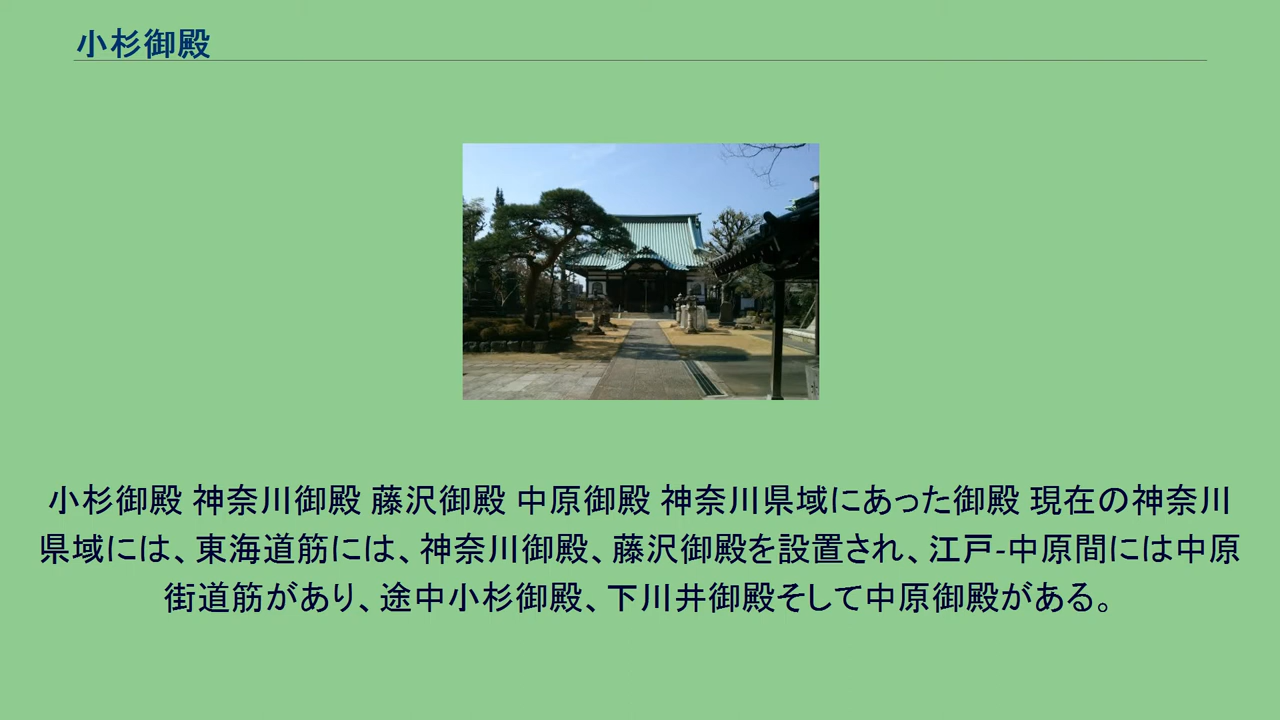 小杉御殿
小杉御殿 神奈川御殿 藤沢御殿 中原御殿 神奈川県域にあった御殿 現在の神奈川
県域には、東海道筋には、神奈川御殿、藤沢御殿を設置され、江戸-中原間には中原
街道筋があり、途中小杉御殿、下川井御殿そして中原御殿がある。